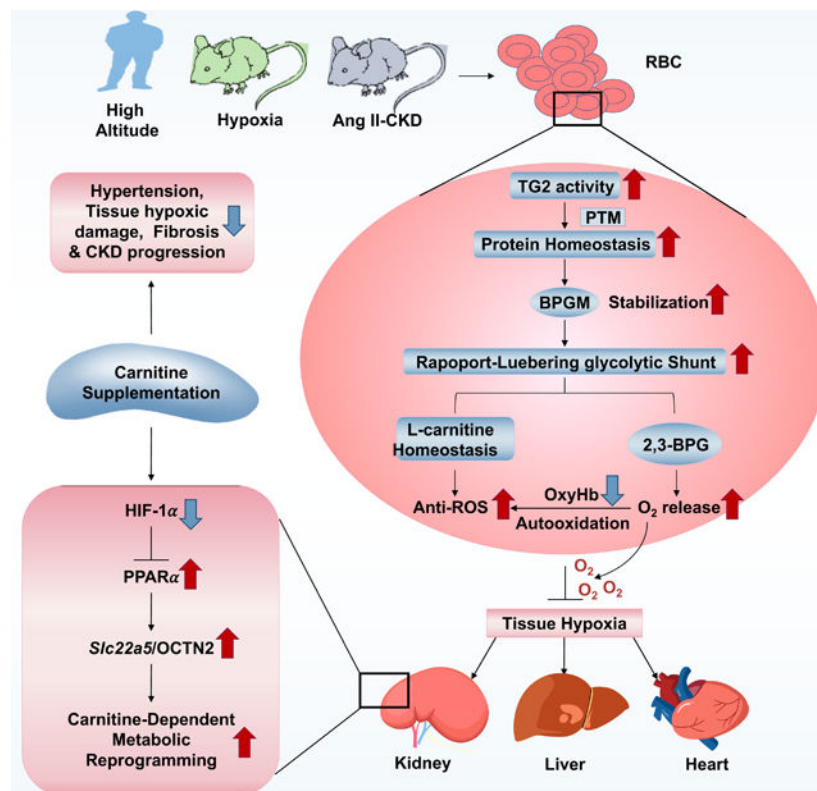 High
Altitude
Hypoxia
Ang II-CKD
RBC
TG2 activity
PTM
Protein Homeostasis
BPGM
Stabilization
Rapoport-Luebering glycolytic Shunt
L-carnitine
Homeostasis
2,3-BPG
Anti-ROS
OxyHb
Autooxidation
O₂ release
O₂
O₂ O₂
Tissue Hypoxia
Kidney
Liver
Heart
Hypertension,
Tissue hypoxic
damage, Fibrosis
& CKD progression
Carnitine
Supplementation
HIF-1α
PPARα
Slc22a5/OCTN2
Carnitine-Dependent
Metabolic
Reprogramming